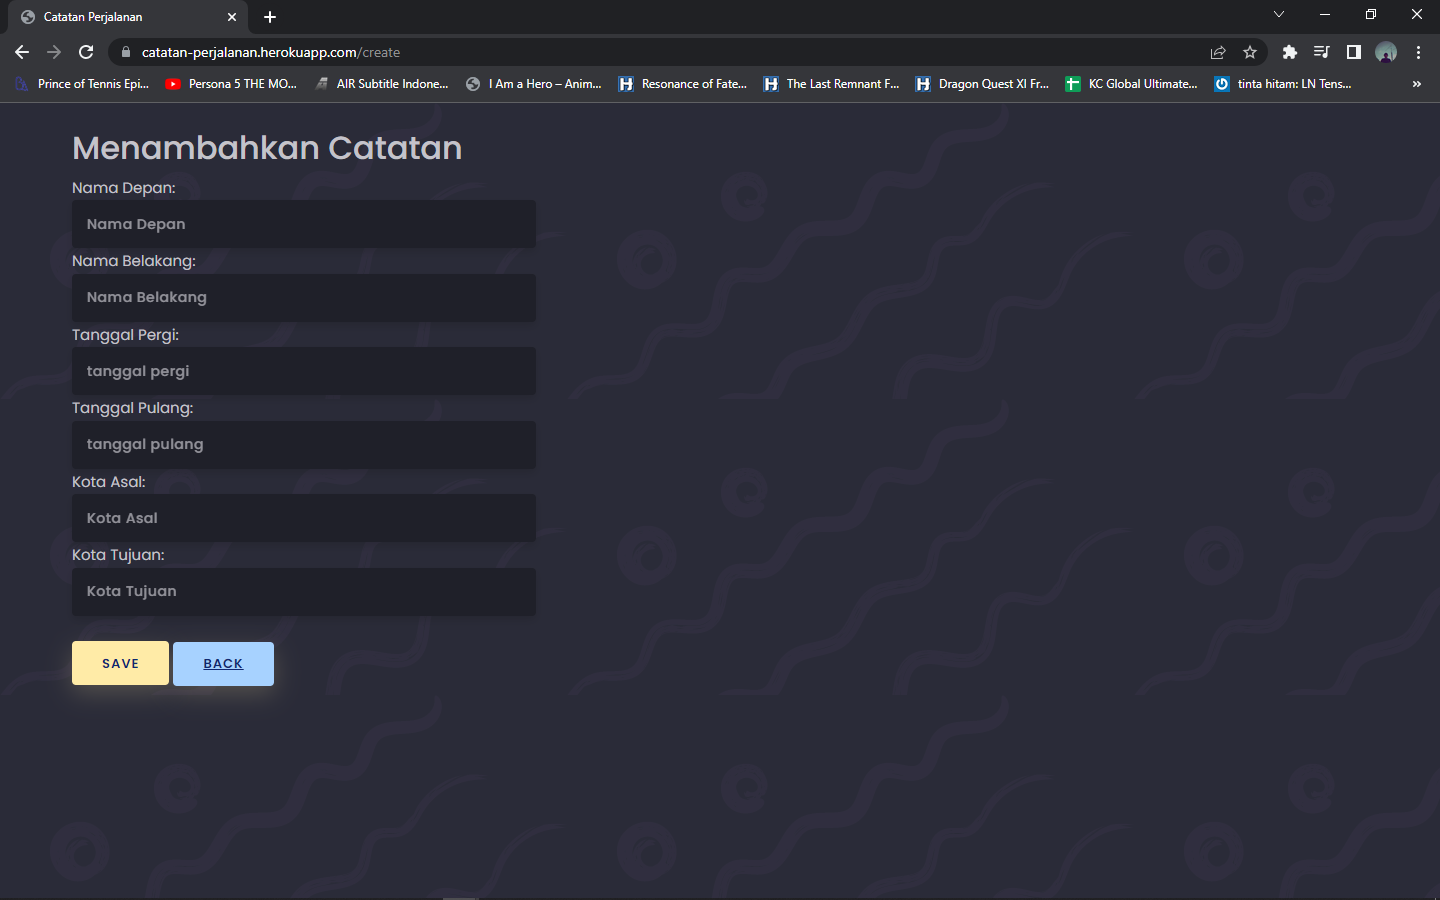 Catatan Perjalanan
catatan-perjalanan.herokuapp.com/create
Prince of Tennis Epi... Persona 5 THE MO... AIR Subtitle Indone... I Am a Hero – Anim... Resonance of Fate... The Last Remnant F... Dragon Quest XI Fr... KC Global Ultimate... tinta hitam: LN Tens... »
Menambahkan Catatan
Nama Depan:
Nama Depan
Nama Belakang:
Nama Belakang
Tanggal Pergi:
tanggal pergi
Tanggal Pulang:
tanggal pulang
Kota Asal:
Kota Asal
Kota Tujuan:
Kota Tujuan
SAVE BACK